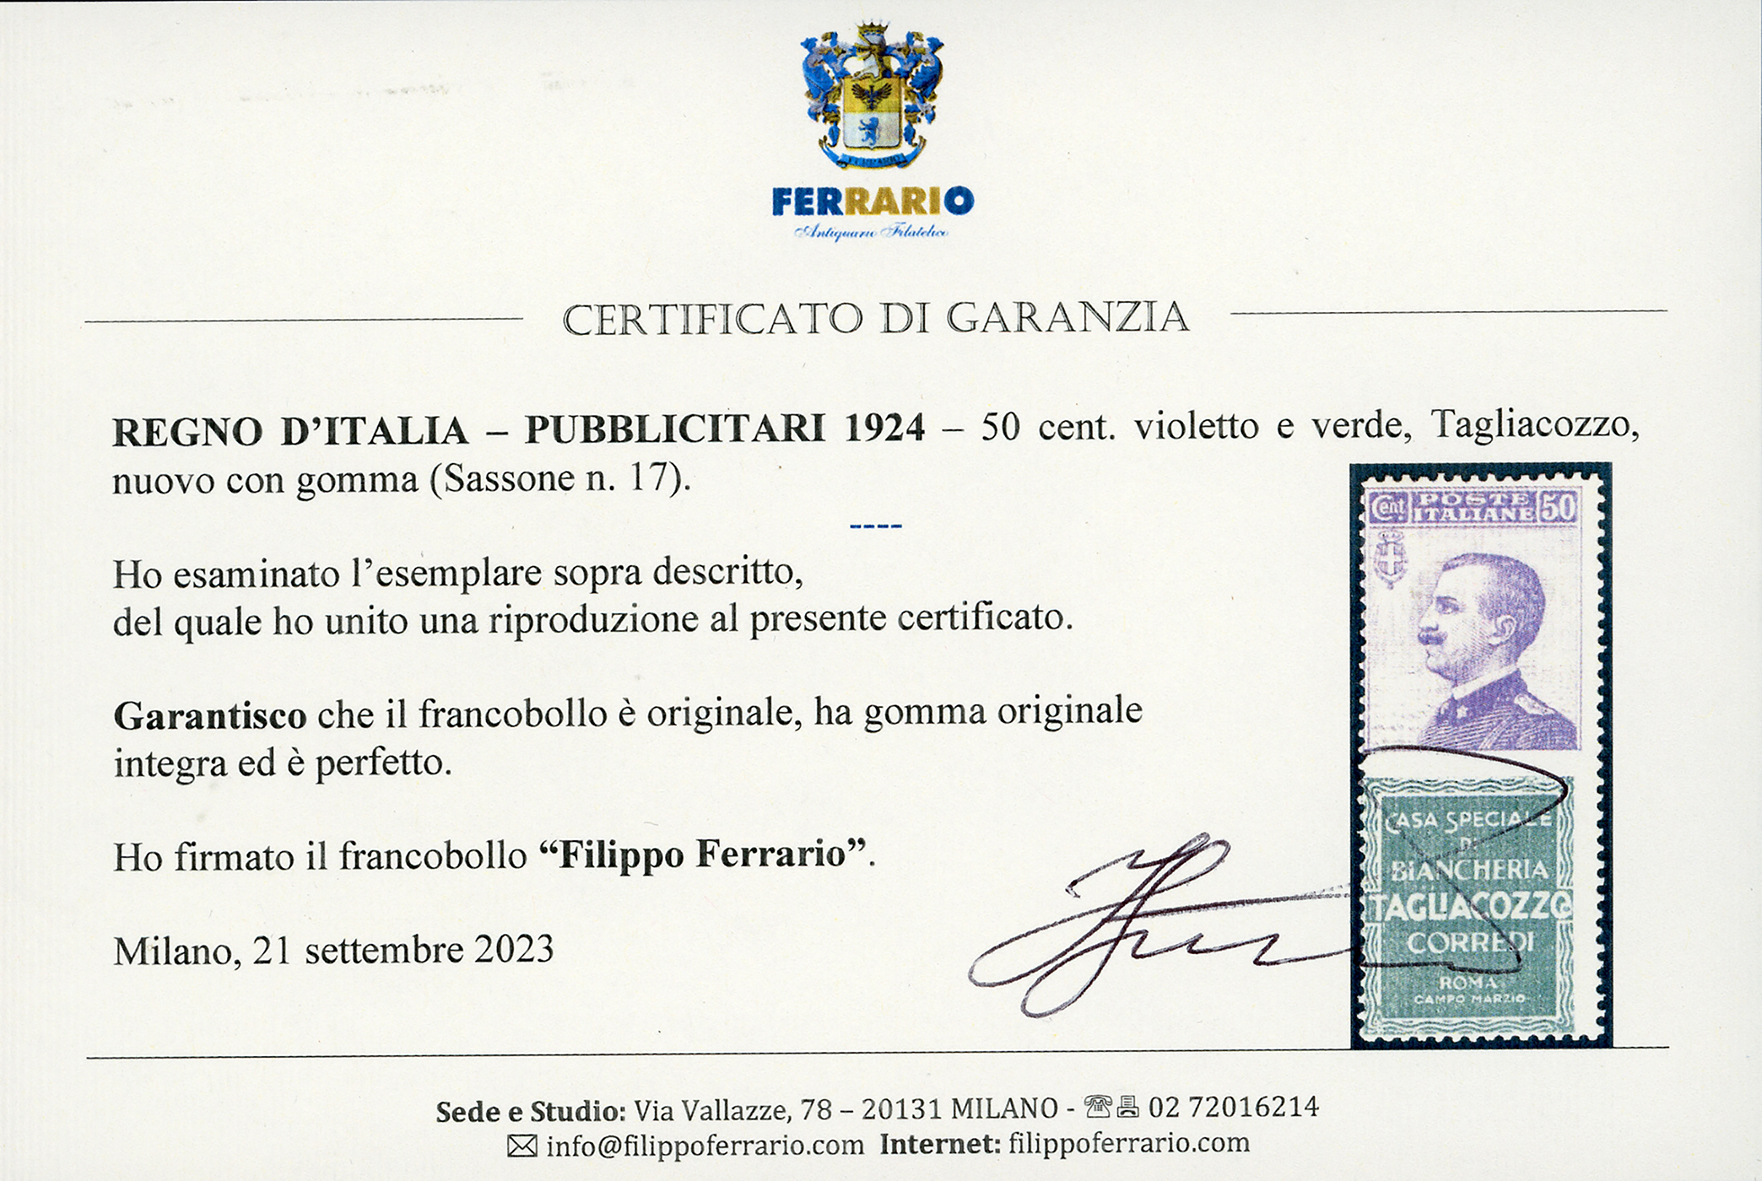 FERRARIO
Antiquario Filatelico
CERTIFICATO DI GARANZIA
REGNO D’ITALIA – PUBBLICITARI 1924 – 50 cent. violetto e verde, Tagliacozzo,
nuovo con gomma (Sassone n. 17).
----
Ho esaminato l’esemplare sopra descritto,
del quale ho unito una riproduzione al presente certificato.
Garantisco che il francobollo è originale, ha gomma originale
integra ed è perfetto.
Ho firmato il francobollo “Filippo Ferrario”.
Milano, 21 settembre 2023
Cent. POSTE ITALIANE 50
CASA SPECIALE
DI
BIANCHERIA
TAGLIACOZZO
CORREDI
ROMA
CAMPO MARZIO
Sede e Studio: Via Vallazze, 78 – 20131 MILANO - 02 72016214
info@filippoferrario.com Internet: filippoferrario.com